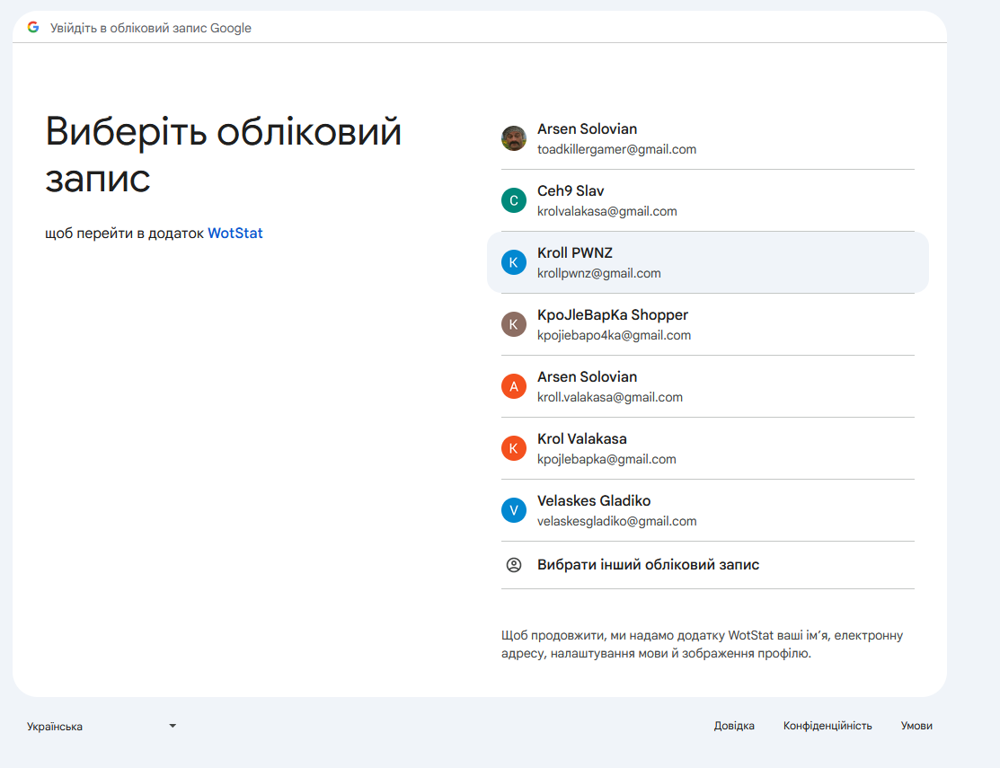 Увійдіть в обліковий запис Google
Виберіть обліковий
запис
щоб перейти в додаток WotStat
Arsen Solovian
toadkillergamer@gmail.com
C
Ceh9 Slav
krolvalakasa@gmail.com
K
Kroll PWNZ
krollpwnz@gmail.com
K
KpoJleBapKa Shopper
kpojiebapo4ka@gmail.com
A
Arsen Solovian
kroll.valakasa@gmail.com
K
Krol Valakasa
kpojlebapka@gmail.com
V
Velaskes Gladiko
velaskesgladiko@gmail.com
Вибрати інший обліковий запис
Щоб продовжити, ми надамо додатку WotStat ваші ім’я, електронну
адресу, налаштування мови й зображення профілю.
Українська
Довідка
Конфіденційність
Умови